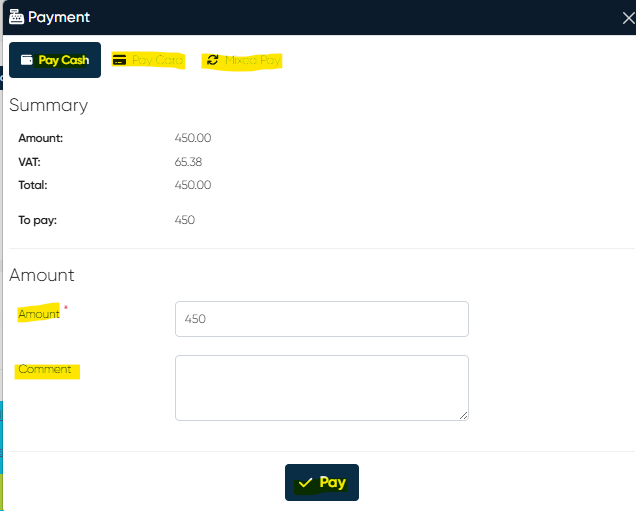 Payment
Pay Cash Pay Card Mixed Pay
Summary
Amount: 450.00
VAT: 65.38
Total: 450.00
To pay: 450
Amount
Amount * 450
Comment
Pay